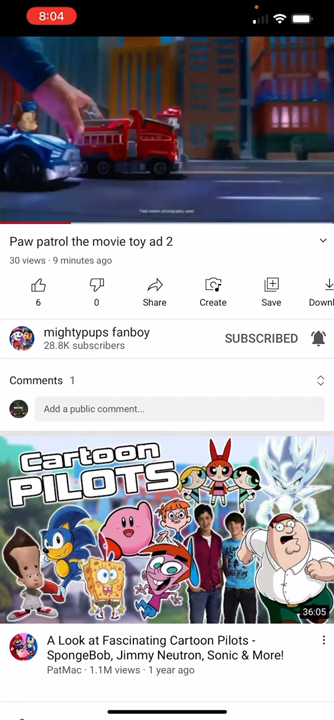 8:04
Paw patrol the movie toy ad 2
30 views · 9 minutes ago
6
0
Share
Create
Save
Downl
mightypups fanboy
28.8K subscribers
SUBSCRIBED
Comments 1
Add a public comment...
Cartoon
PILOTS
36:05
A Look at Fascinating Cartoon Pilots -
SpongeBob, Jimmy Neutron, Sonic & More!
PatMac · 1.1M views · 1 year ago